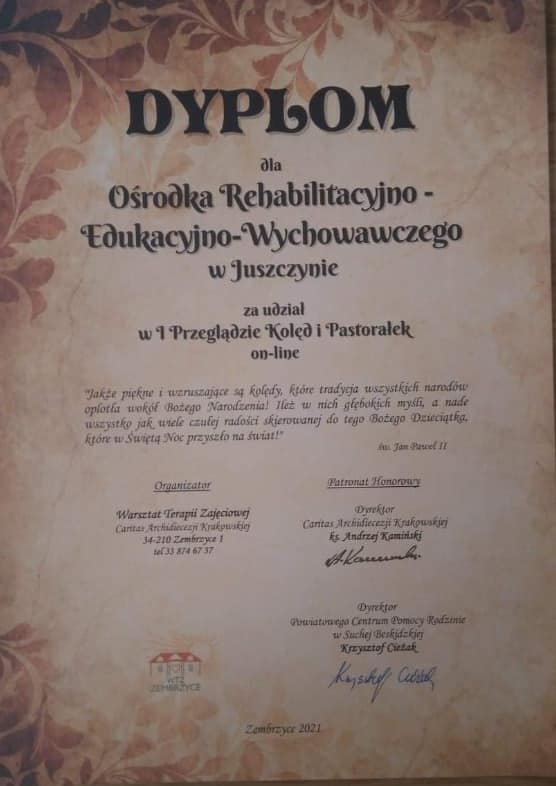 DYPLOM
dla
Ośrodka Rehabilitacyjno -
Edukacyjno-Wychowawczego
w Juszczynie
za udział
w I Przeglądzie Kolęd i Pastorałek
on-line
"Jakże piękne i wzruszające są kolędy, które tradycja wszystkich narodów
oplotła wokół Bożego Narodzenia! Ileż w nich głębokich myśli, a nade
wszystko jak wiele czułej radości skierowanej do tego Bożego Dzieciątka,
które w Świętą Noc przyszło na świat!"
św. Jan Paweł II
Organizator
Warsztat Terapii Zajęciowej
Caritas Archidiecezji Krakowskiej
34-210 Zembrzyce 1
tel 33 874 67 37
Patronat Honorowy
Dyrektor
Caritas Archidiecezji Krakowskiej
ks. Andrzej Kamiński
Dyrektor
Powiatowego Centrum Pomocy Rodzinie
w Suchej Beskidzkiej
Krzysztof Cieżak
WTZ
ZEMBRZYCE
Zembrzyce 2021